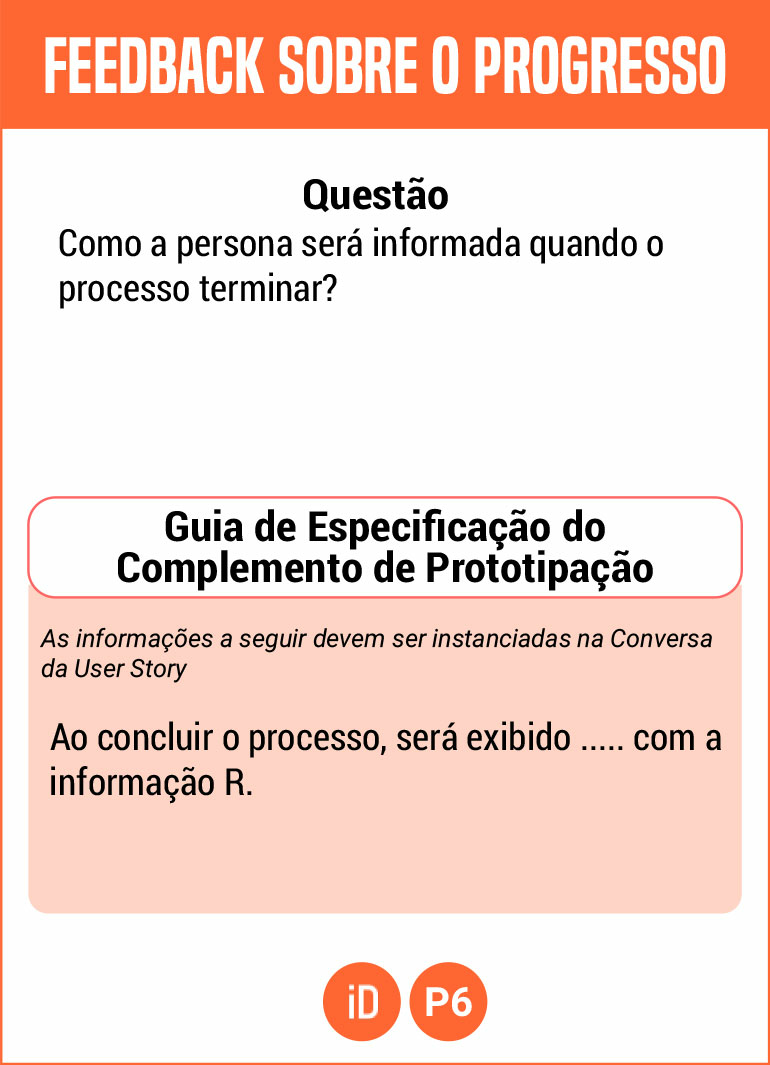 FEEDBACK SOBRE O PROGRESSO
Questão
Como a persona será informada quando o
processo terminar?
Guia de Especificação do
Complemento de Prototipação
As informações a seguir devem ser instanciadas na Conversa
da User Story
Ao concluir o processo, será exibido ..... com a
informação R.
iD P6